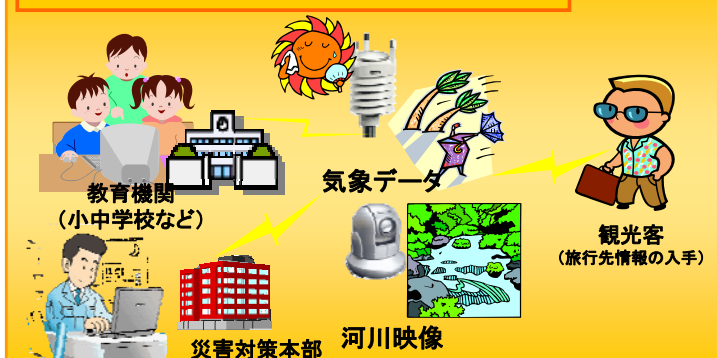 教育機関
（小中学校など）
気象データ
観光客
（旅行先情報の入手）
災害対策本部
河川映像